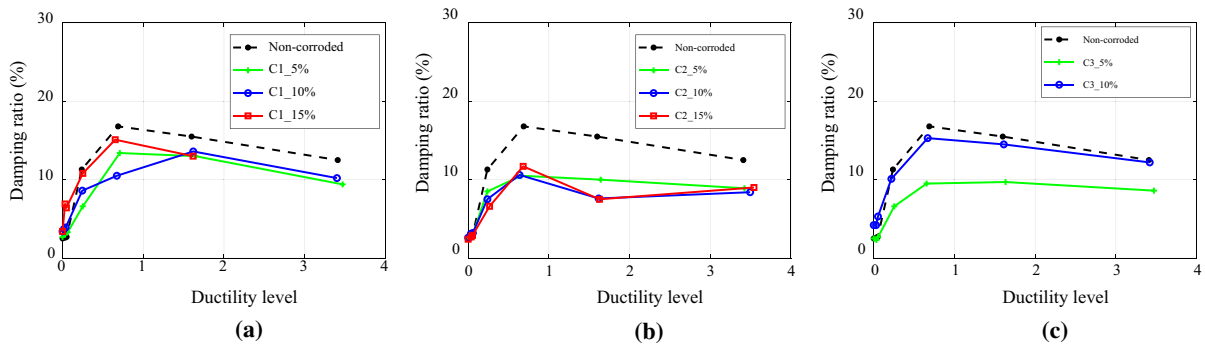 30
20
10
0
Damping ratio (%)
Non-corroded
C1_5%
C1_10%
C1_15%
0 1 2 3 4
Ductility level
(a)
30
20
10
0
Damping ratio (%)
Non-corroded
C2_5%
C2_10%
C2_15%
0 1 2 3 4
Ductility level
(b)
30
20
10
0
Damping ratio (%)
Non-corroded
C3_5%
C3_10%
0 1 2 3 4
Ductility level
(c)